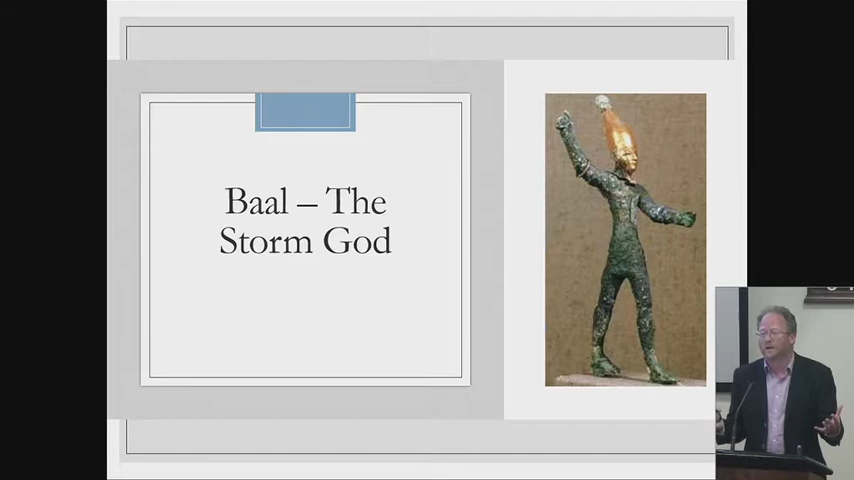 Baal – The
Storm God